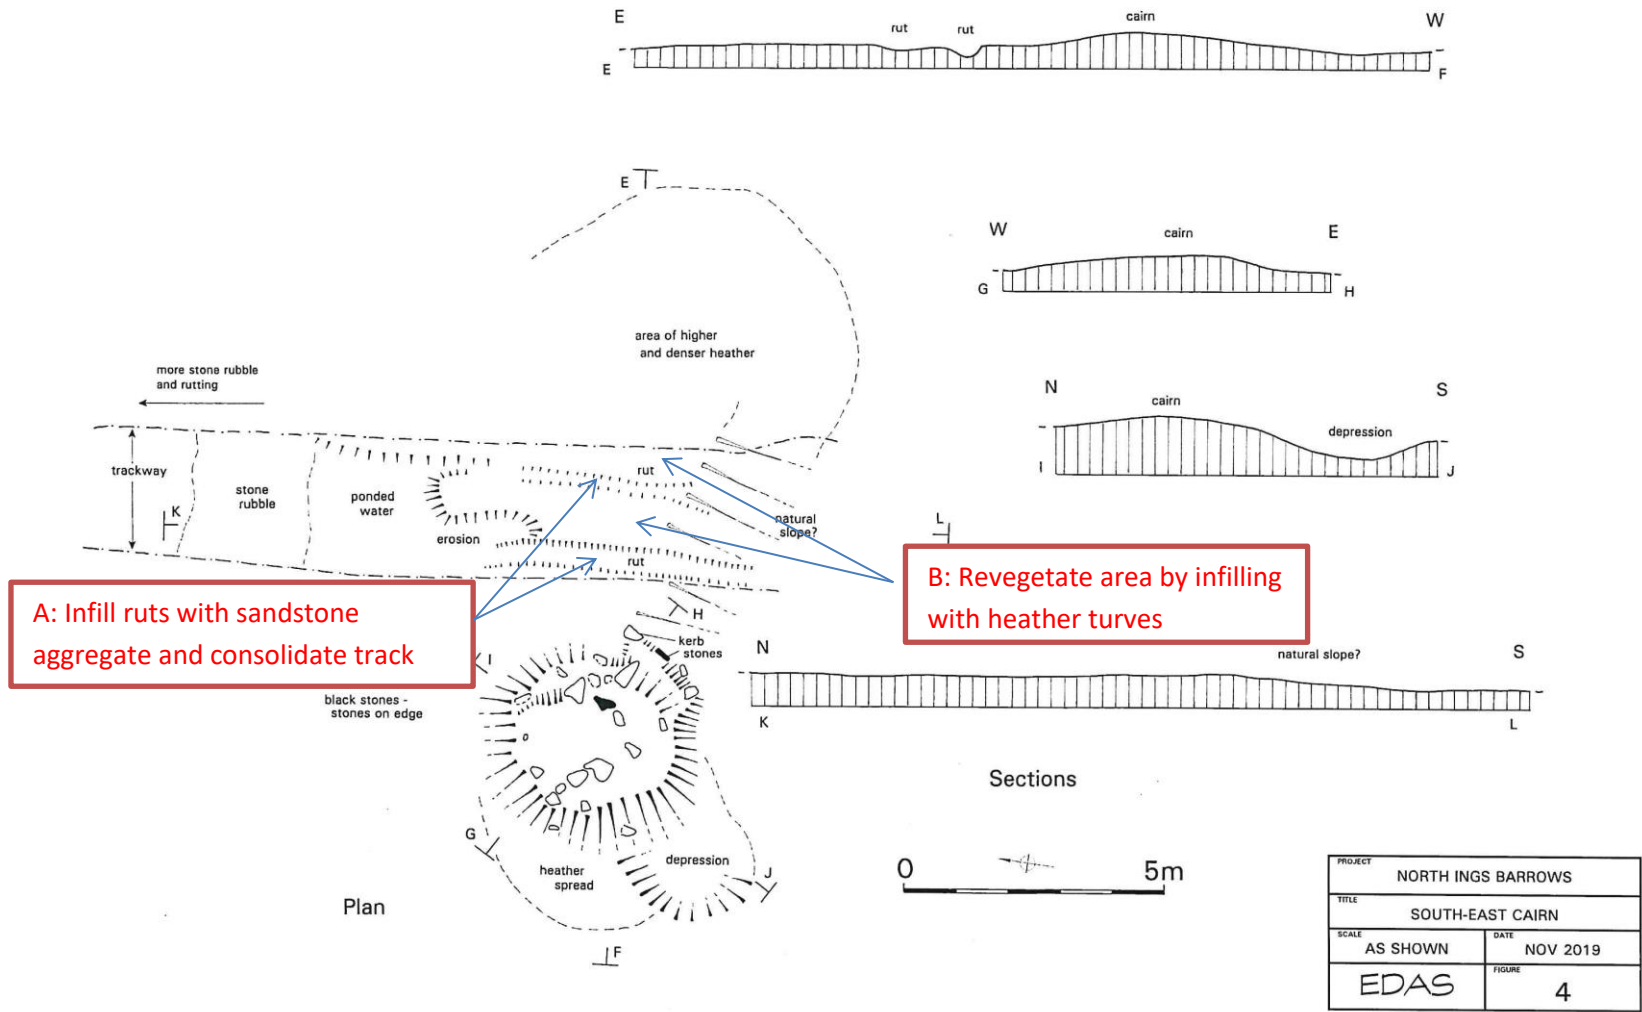 E
rut
rut
cairn
W
E
F
E
W
cairn
E
G
H
area of higher
and denser heather
more stone rubble
and rutting
N
cairn
S
depression
I
J
trackway
K
stone
rubble
ponded
water
erosion
rut
rut
natural
slope?
L
A: Infill ruts with sandstone
aggregate and consolidate track
B: Revegetate area by infilling
with heather turves
H
kerb
stones
I
black stones -
stones on edge
N
natural slope?
S
K
L
Sections
G
heather
spread
depression
J
F
Plan
0
5m
PROJECT
NORTH INGS BARROWS
TITLE
SOUTH-EAST CAIRN
SCALE
AS SHOWN
DATE
NOV 2019
EDAS
FIGURE
4